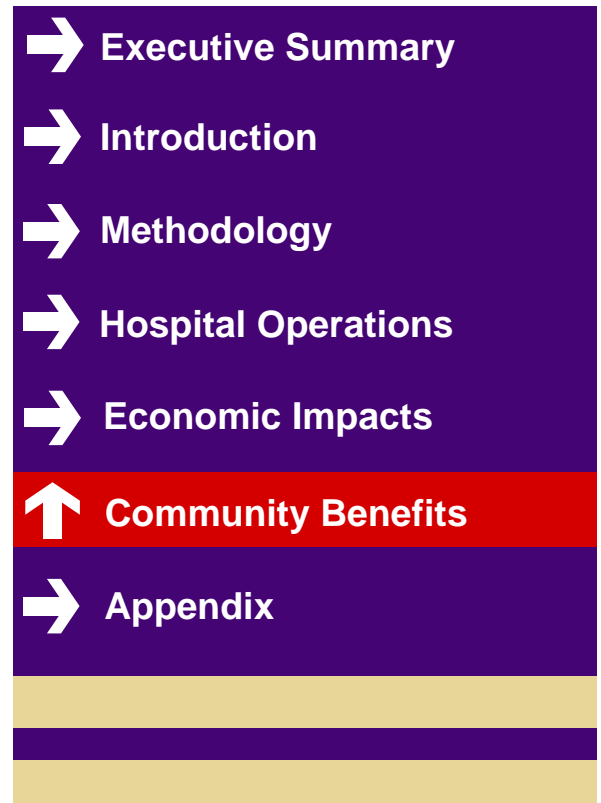 Executive Summary
Introduction
Methodology
Hospital Operations
Economic Impacts
Community Benefits
Appendix